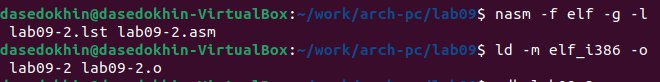 dasedokhin@dasedokhin-VirtualBox:~/work/arch-pc/lab09$ nasm -f elf -g -l
lab09-2.lst lab09-2.asm
dasedokhin@dasedokhin-VirtualBox:~/work/arch-pc/lab09$ ld -m elf_i386 -o
lab09-2 lab09-2.o